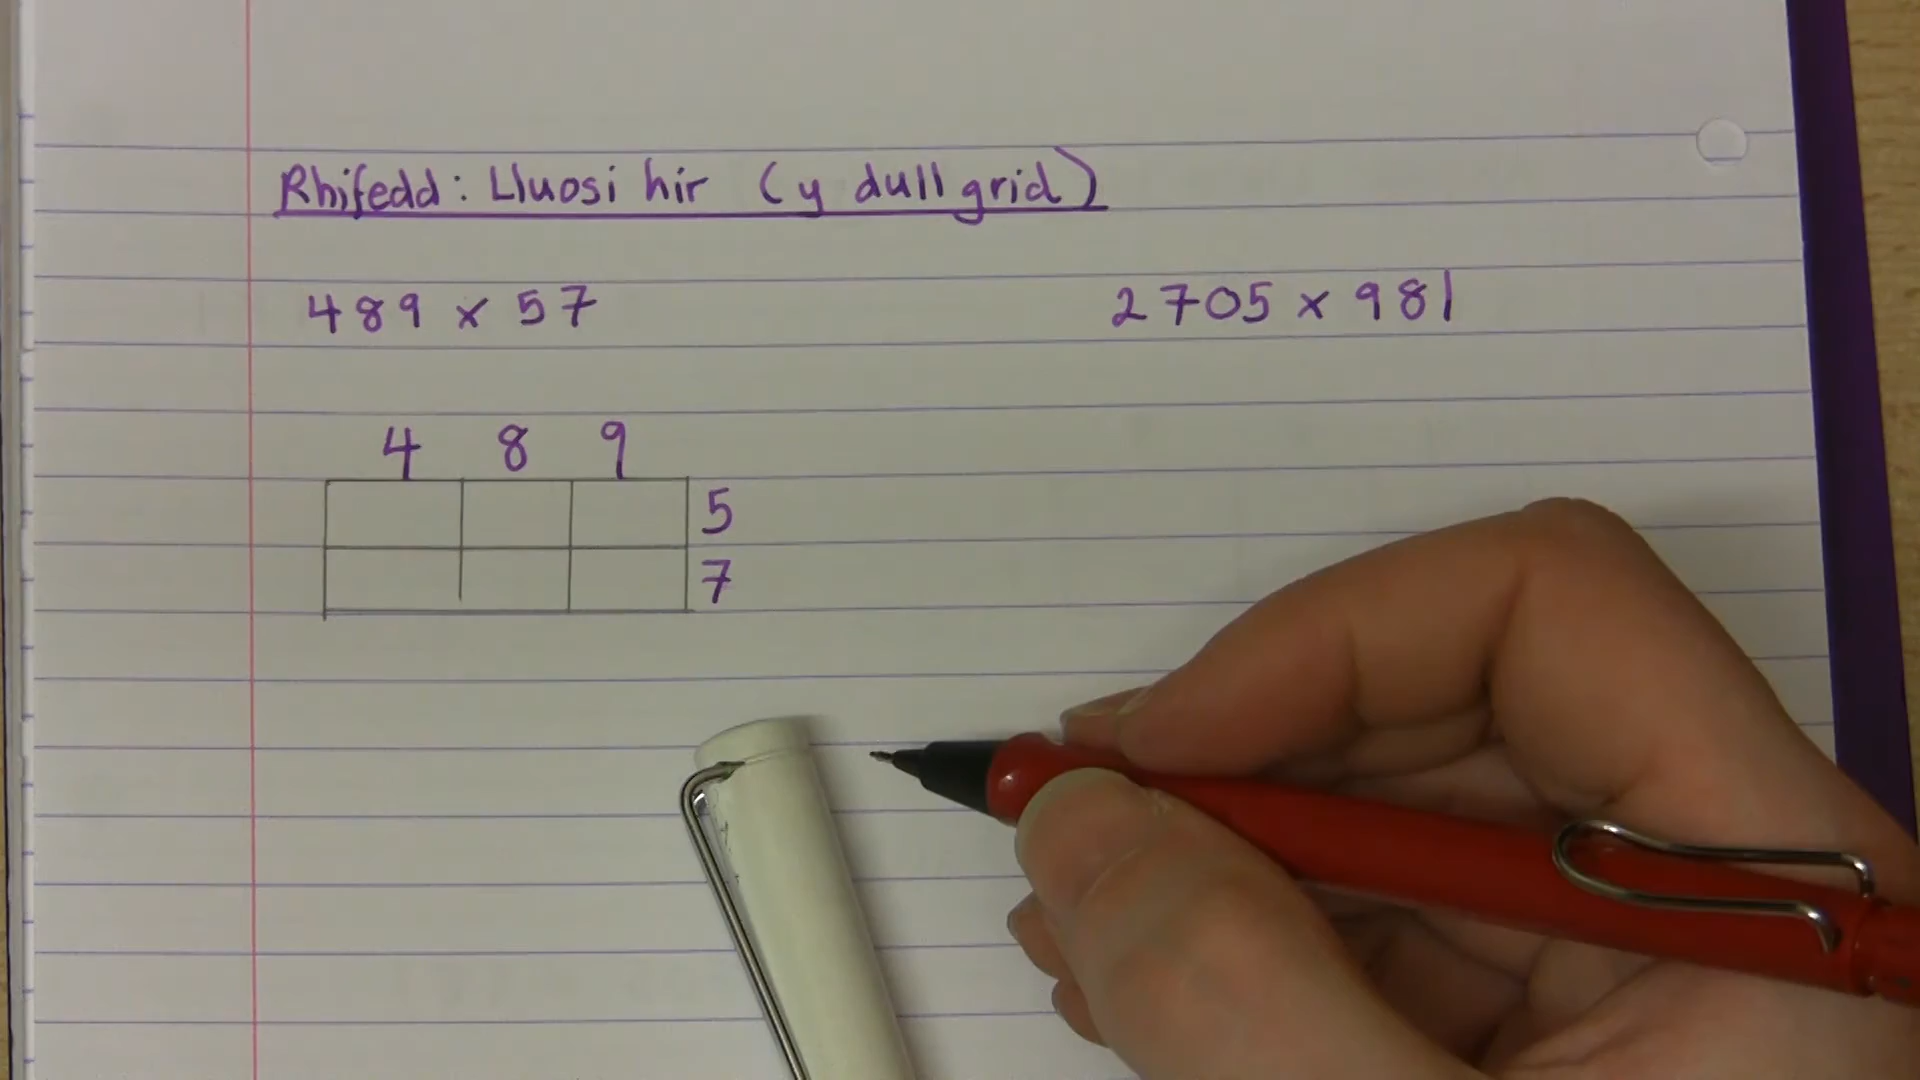 Rhifedd: Lluosi hir (y dull grid)
489 x 57
2705 x 981
4 8 9
5
7